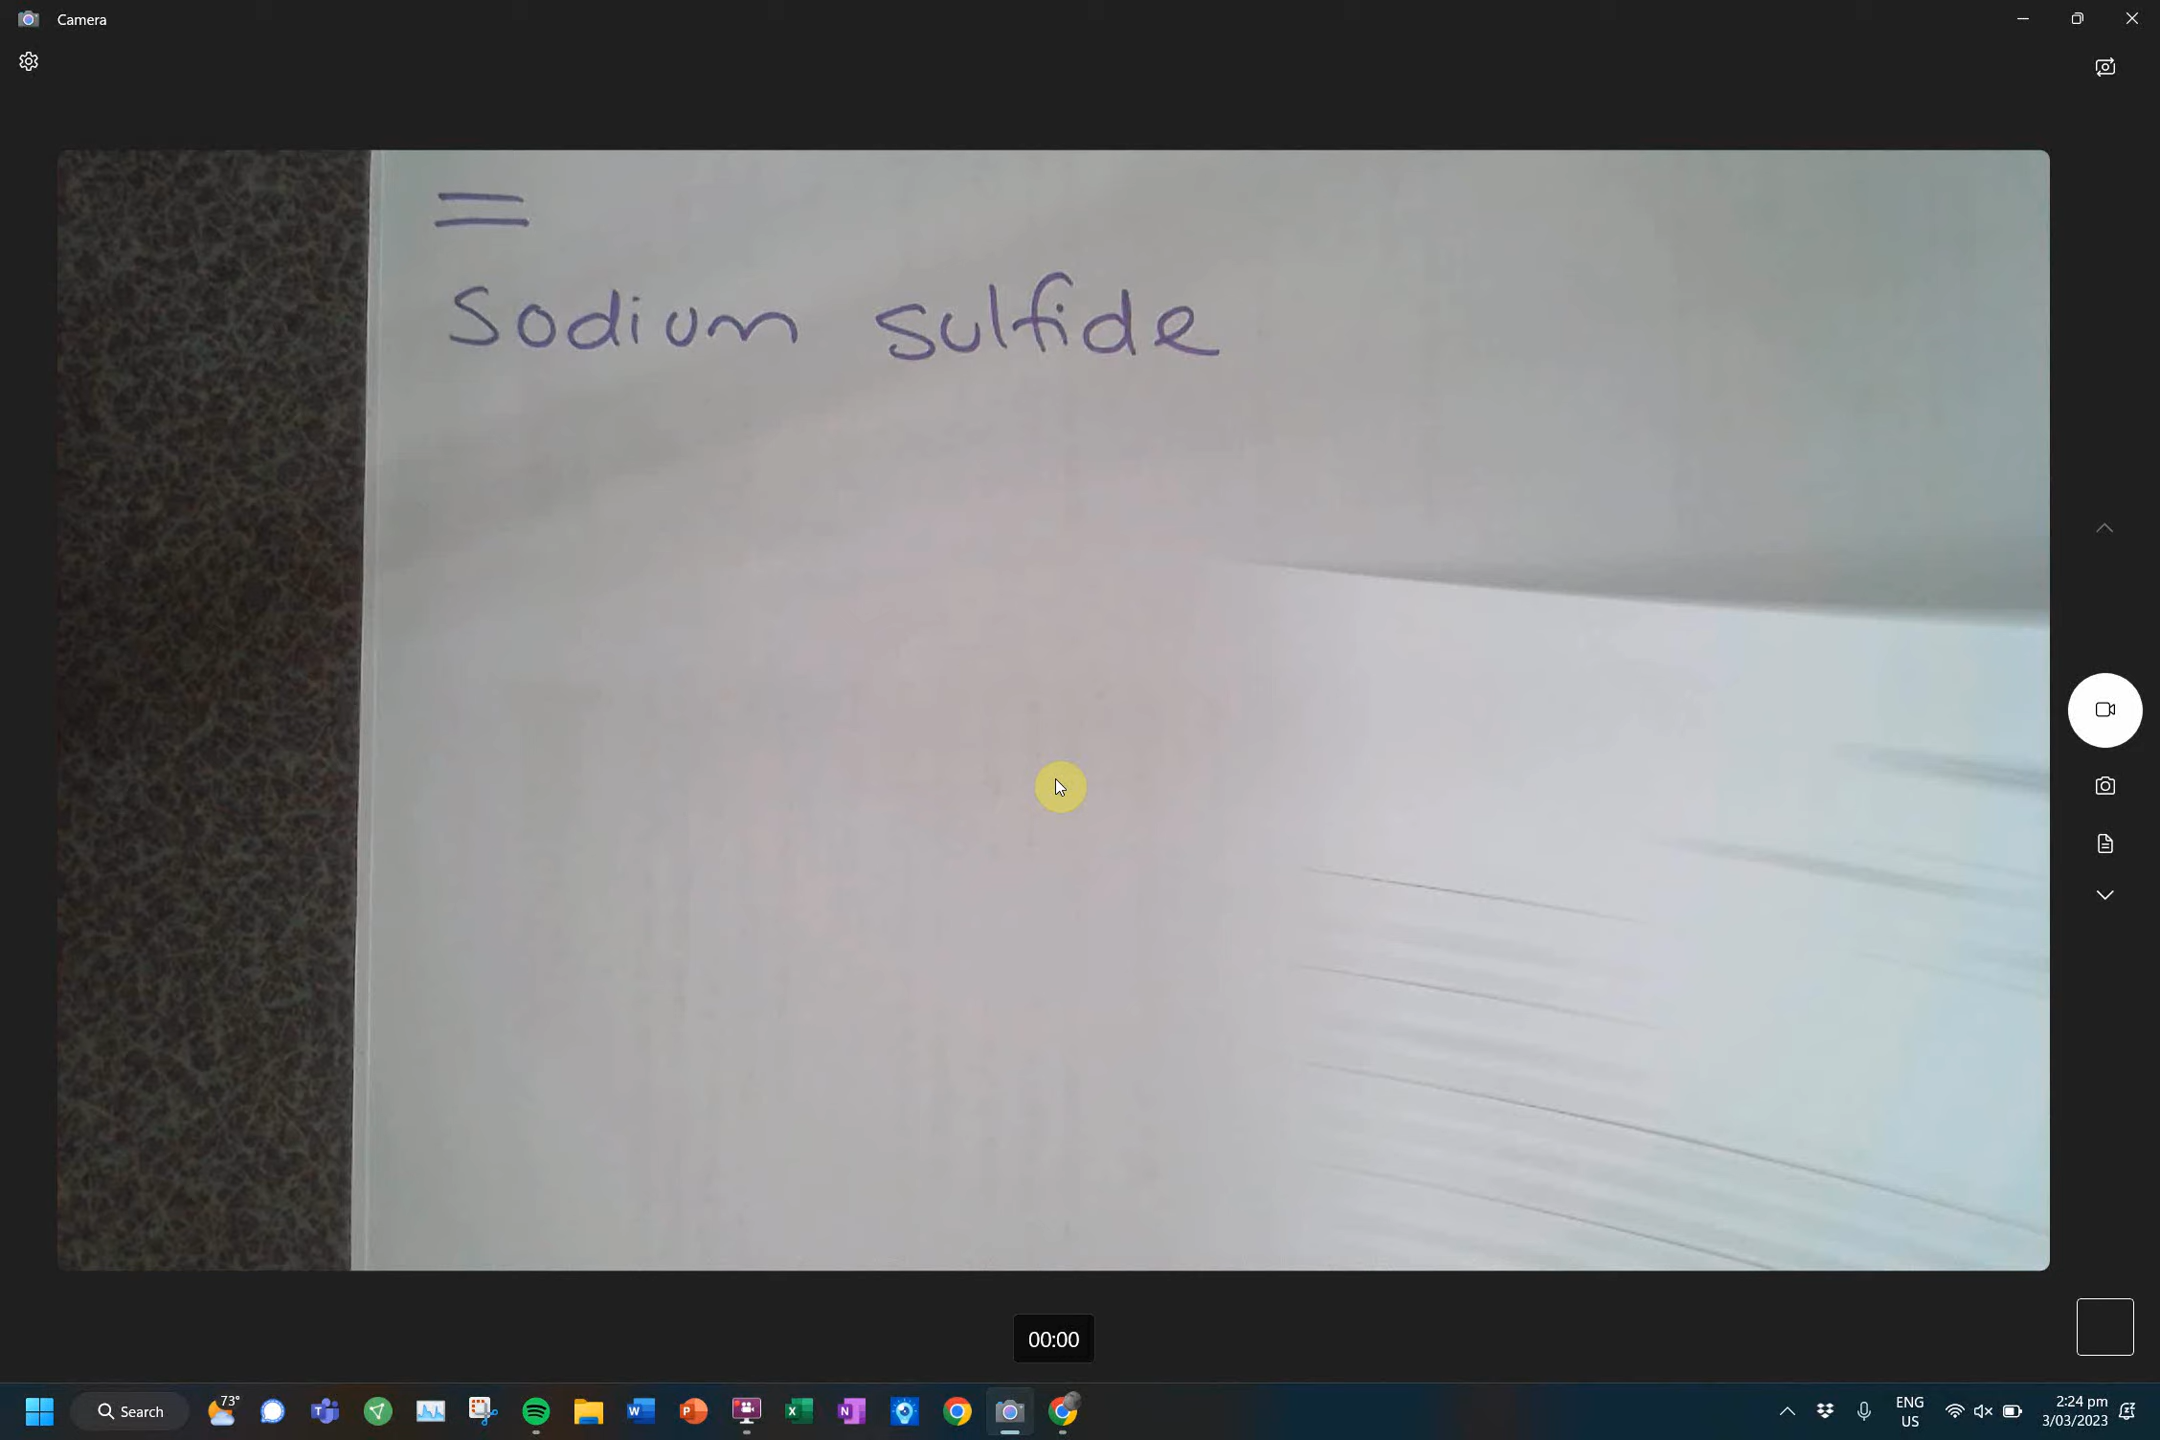 Camera
=
Sodium sulfide
00:00
Search
73°
ENG
US
2:24 pm
3/03/2023